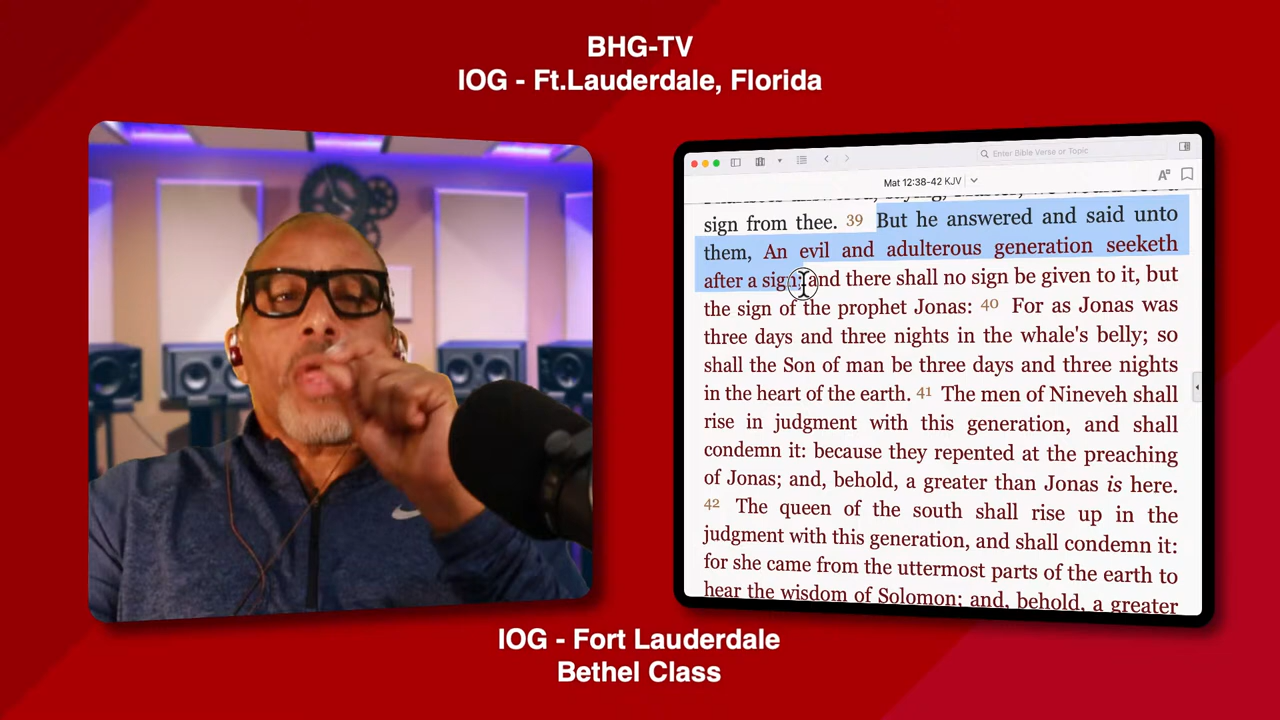 BHG-TV
IOG - Ft.Lauderdale, Florida
Enter Bible Verse or Topic
Mat 12:38-42 KJV
sign from thee. 39 But he answered and said unto
them, An evil and adulterous generation seeketh
after a sign; and there shall no sign be given to it, but
the sign of the prophet Jonas: 40 For as Jonas was
three days and three nights in the whale's belly; so
shall the Son of man be three days and three nights
in the heart of the earth. 41 The men of Nineveh shall
rise in judgment with this generation, and shall
condemn it: because they repented at the preaching
of Jonas; and, behold, a greater than Jonas is here.
42 The queen of the south shall rise up in the
judgment with this generation, and shall condemn it:
for she came from the uttermost parts of the earth to
hear the wisdom of Solomon; and, behold, a greater
IOG - Fort Lauderdale
Bethel Class